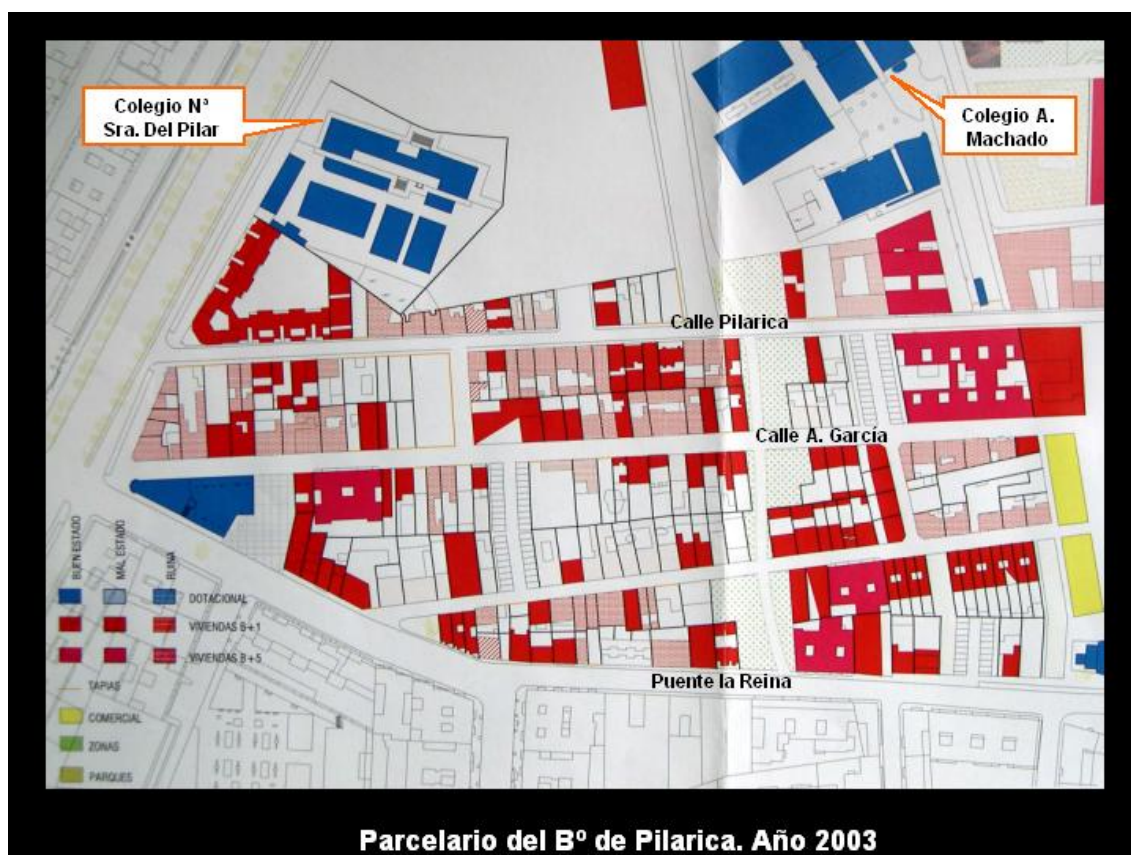 Colegio Nª
Sra. Del Pilar
Colegio A.
Machado
Calle Pilarica
Calle A. García
Puente la Reina
BUEN ESTADO
MAL ESTADO
RUINA
DOTACIONAL
VIVIENDAS B+1
VIVIENDAS B+5
TAPIAS
COMERCIAL
ZONAS
PARQUES
Parcelario del Bº de Pilarica. Año 2003